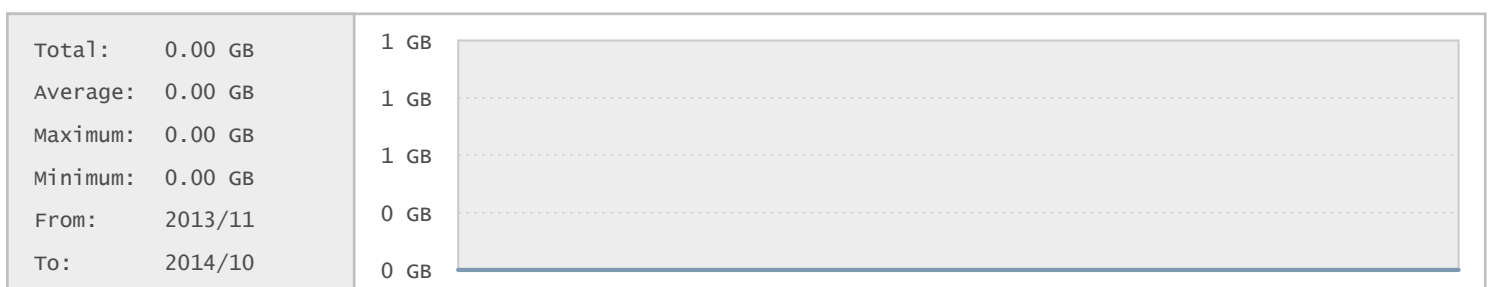 Total: 0.00 GB
Average: 0.00 GB
Maximum: 0.00 GB
Minimum: 0.00 GB
From: 2013/11
To: 2014/10
1 GB
1 GB
1 GB
0 GB
0 GB